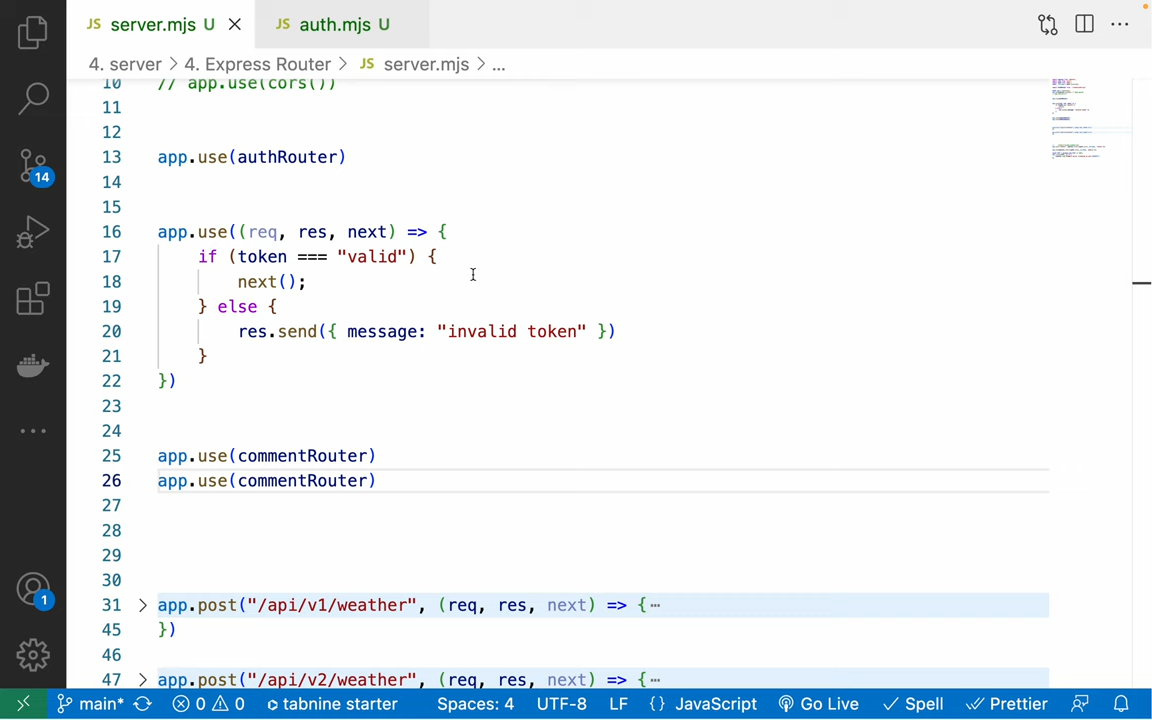 JS server.mjs U JS auth.mjs U
4. server > 4. Express Router > JS server.mjs > ...
10 // app.use(cors())
11
12
13 app.use(authRouter)
14
15
16 app.use((req, res, next) => {
17 if (token === "valid") {
18 next();
19 } else {
20 res.send({ message: "invalid token" })
21 }
22 })
23
24
25 app.use(commentRouter)
26 app.use(commentRouter)
27
28
29
30
31 app.post("/api/v1/weather", (req, res, next) => {…
45 })
46
47 app.post("/api/v2/weather", (req, res, next) => {…
14
1
main* 0 0 tabnine starter Spaces: 4 UTF-8 LF {} JavaScript Go Live Spell Prettier